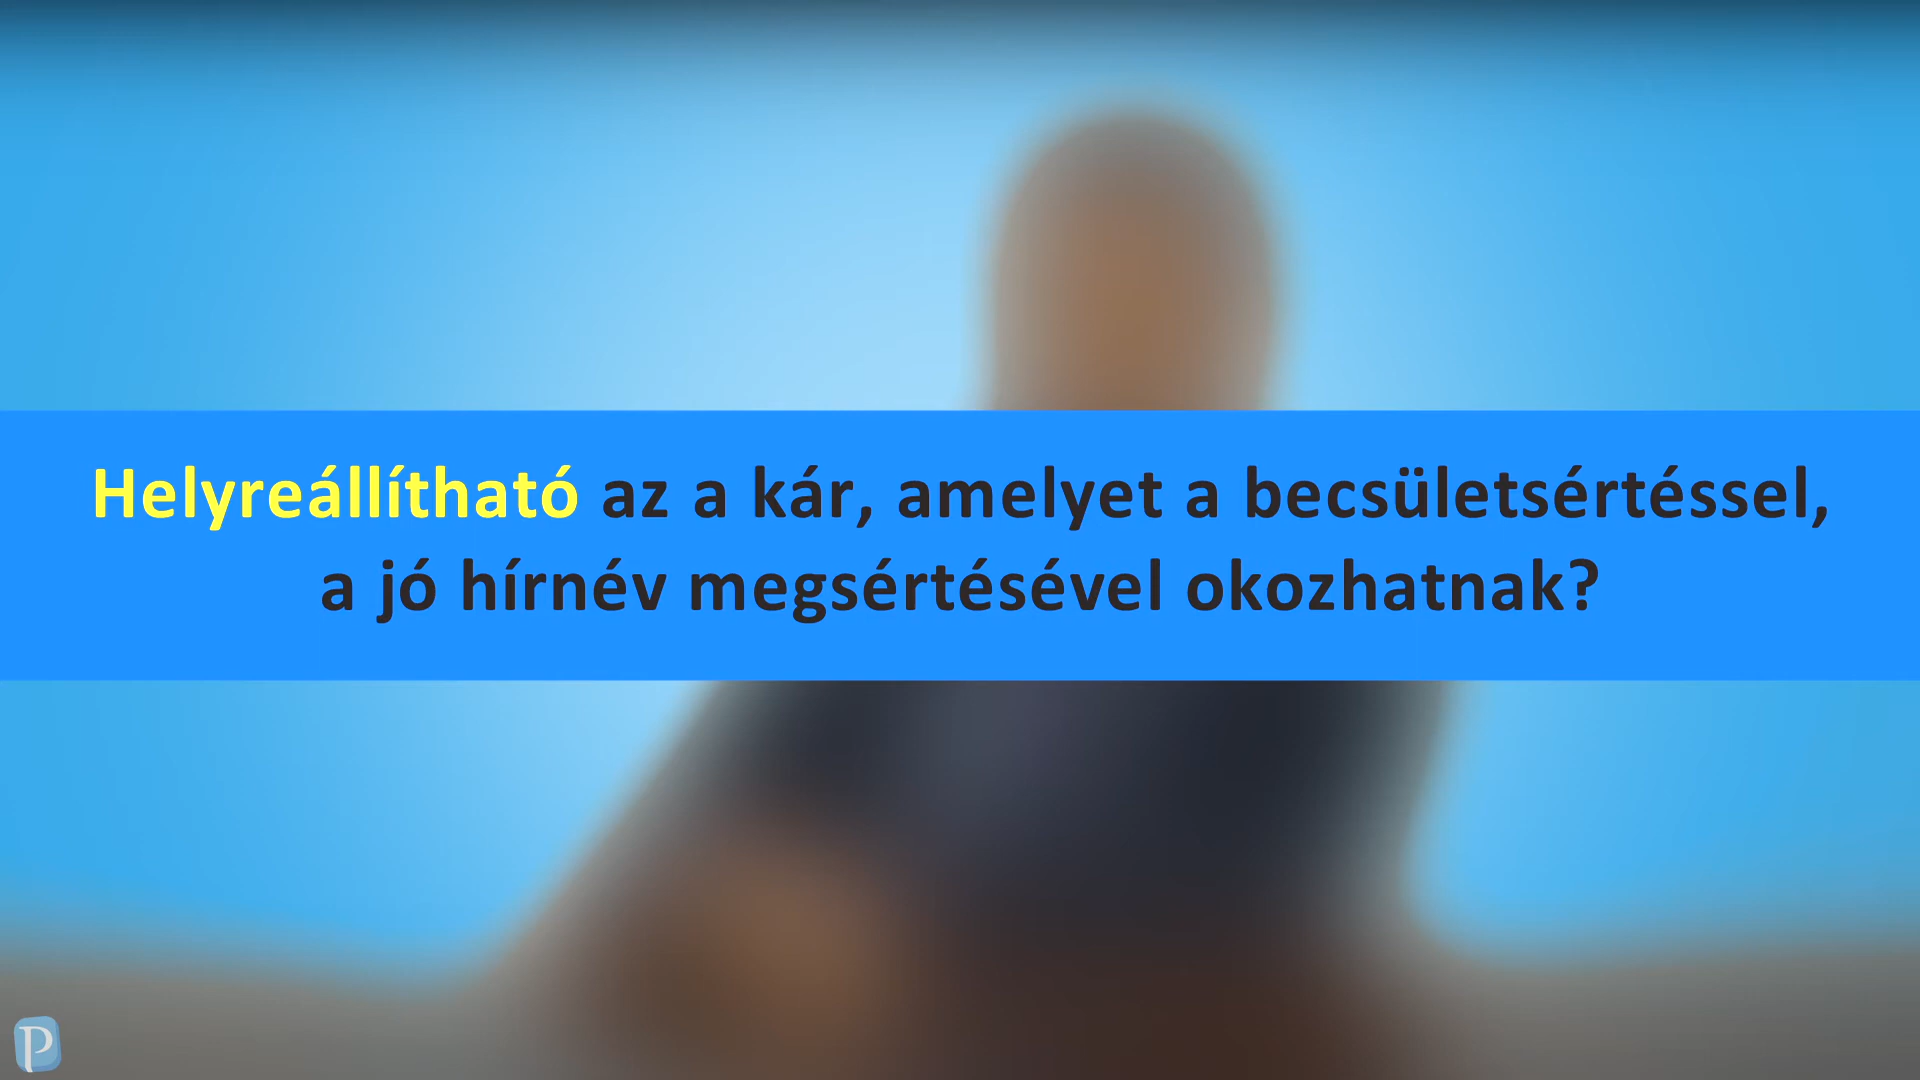 Helyreállítható az a kár, amelyet a becsületsértéssel,
a jó hírnév megsértésével okozhatnak?
P